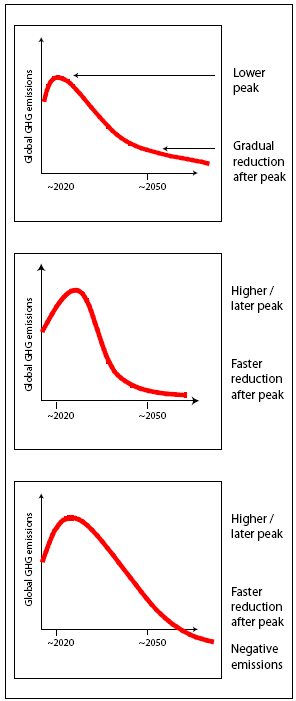 Global GHG emissions
Lower
peak
Gradual
reduction
after peak
~2020
~2050
Global GHG emissions
Higher /
later peak
Faster
reduction
after peak
~2020
~2050
Global GHG emissions
Higher /
later peak
Faster
reduction
after peak
~2020
~2050
Negative
emissions